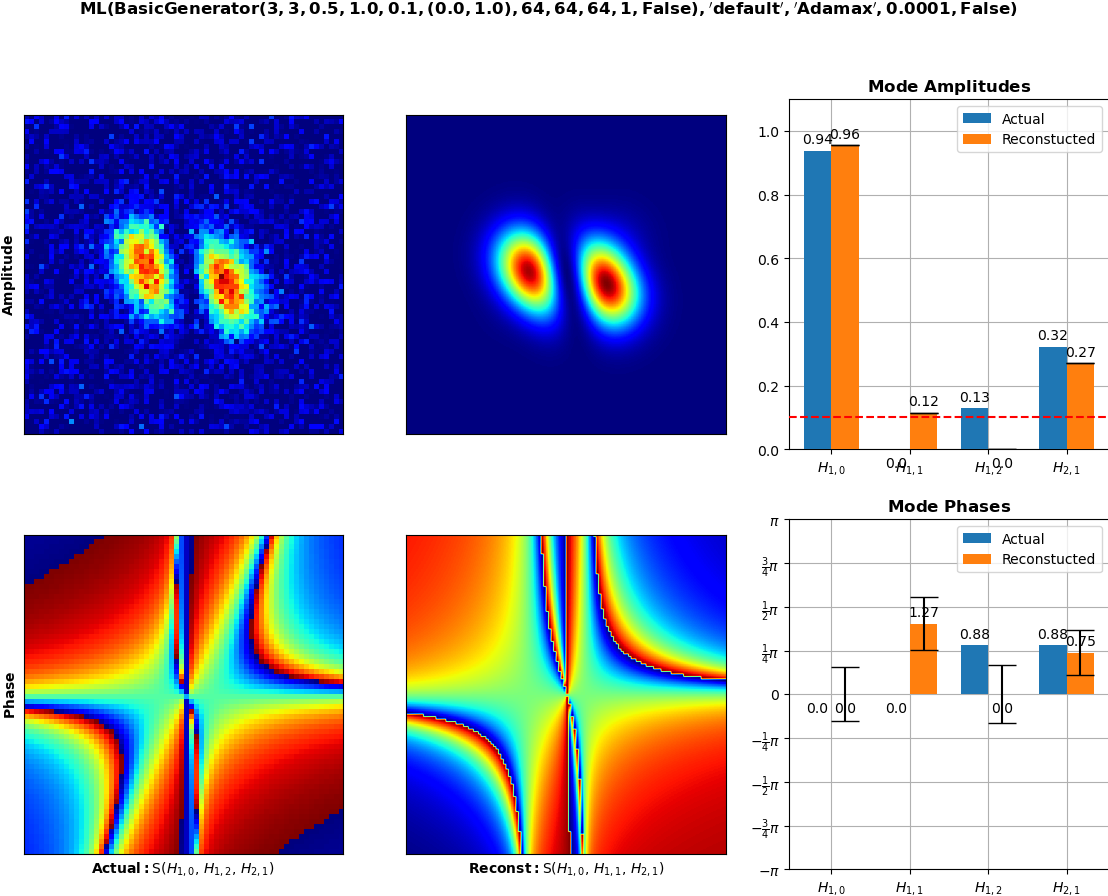 ML(BasicGenerator(3, 3, 0.5, 1.0, 0.1, (0.0, 1.0), 64, 64, 64, 1, False), ′default′, ′Adamax′, 0.0001, False)
Amplitude
Mode Amplitudes
Actual
Reconstucted
1.0
0.8
0.6
0.4
0.2
0.0
0.94
0.96
0.0
0.12
0.13
0.0
0.32
0.27
H1,0
H1,1
H1,2
H2,1
Phase
Actual: S(H1,0, H1,2, H2,1)
Reconst: S(H1,0, H1,1, H2,1)
Mode Phases
Actual
Reconstucted
π
3/4π
1/2π
1/4π
0
−1/4π
−1/2π
−3/4π
−π
0.0
0.0
0.0
1.27
0.88
0.0
0.88
0.75
H1,0
H1,1
H1,2
H2,1